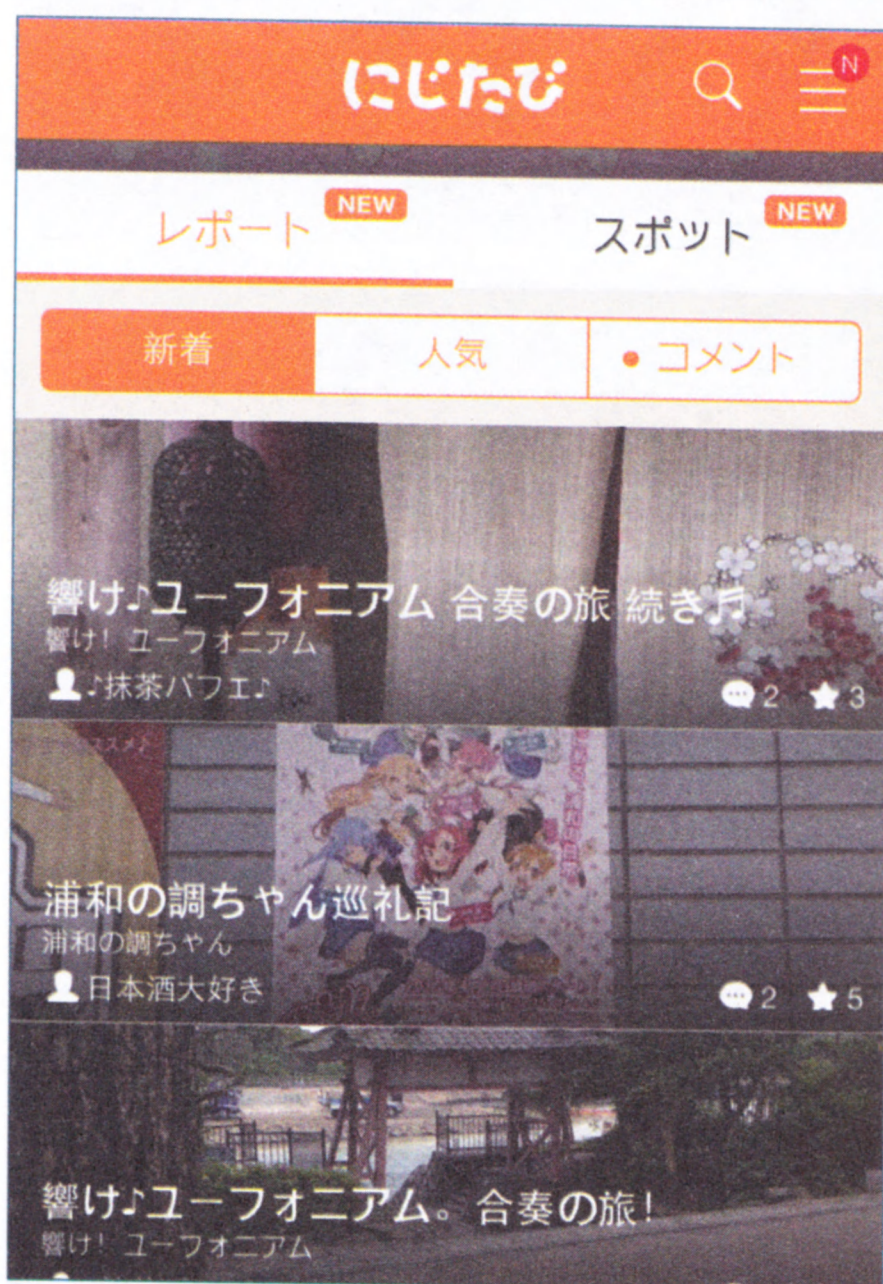 にじたび
N
レポート NEW
スポット NEW
新着
人気
• コメント
響け♪ユーフォニアム 合奏の旅 続き♬
響け! ユーフォニアム
♪抹茶パフェ♪
2 3
浦和の調ちゃん巡礼記
浦和の調ちゃん
日本酒大好き
2 5
響け♪ユーフォニアム。合奏の旅!
響け! ユーフォニアム